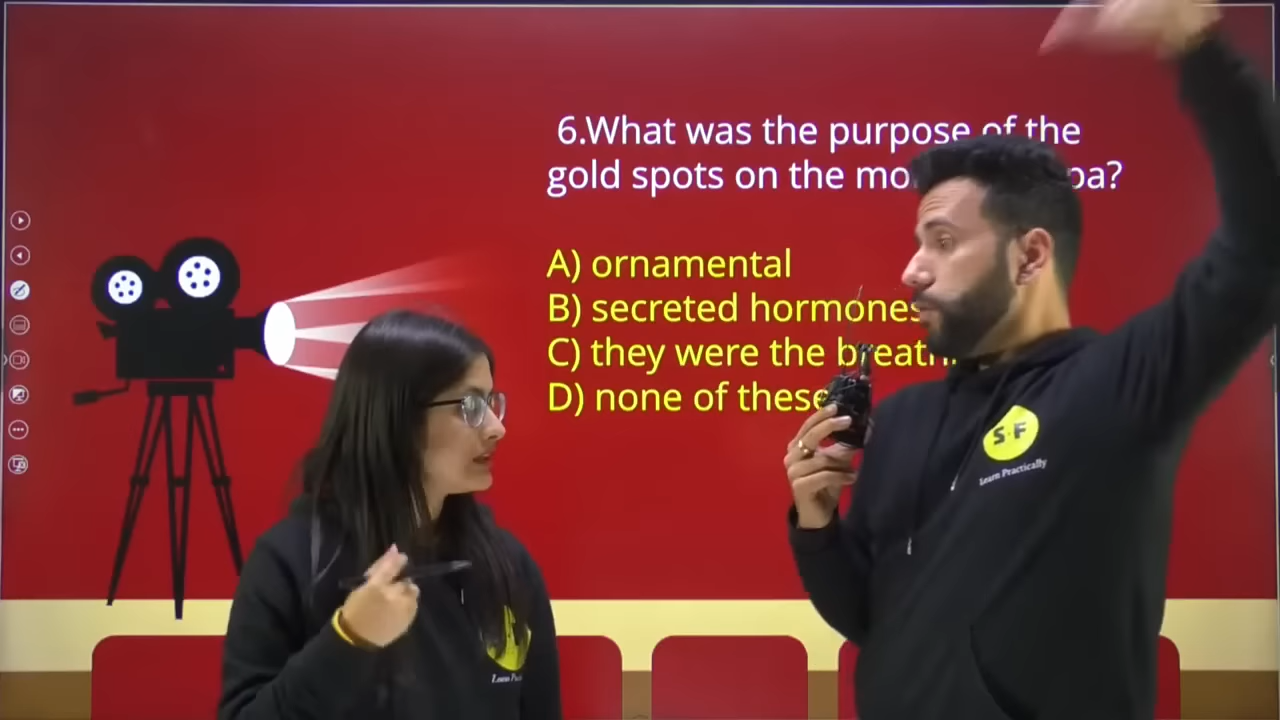 6.What was the purpose of the
gold spots on the
A) ornamental
B) secreted hormones
C) they were the
D) none of these
S F
Learn Practically
Learn